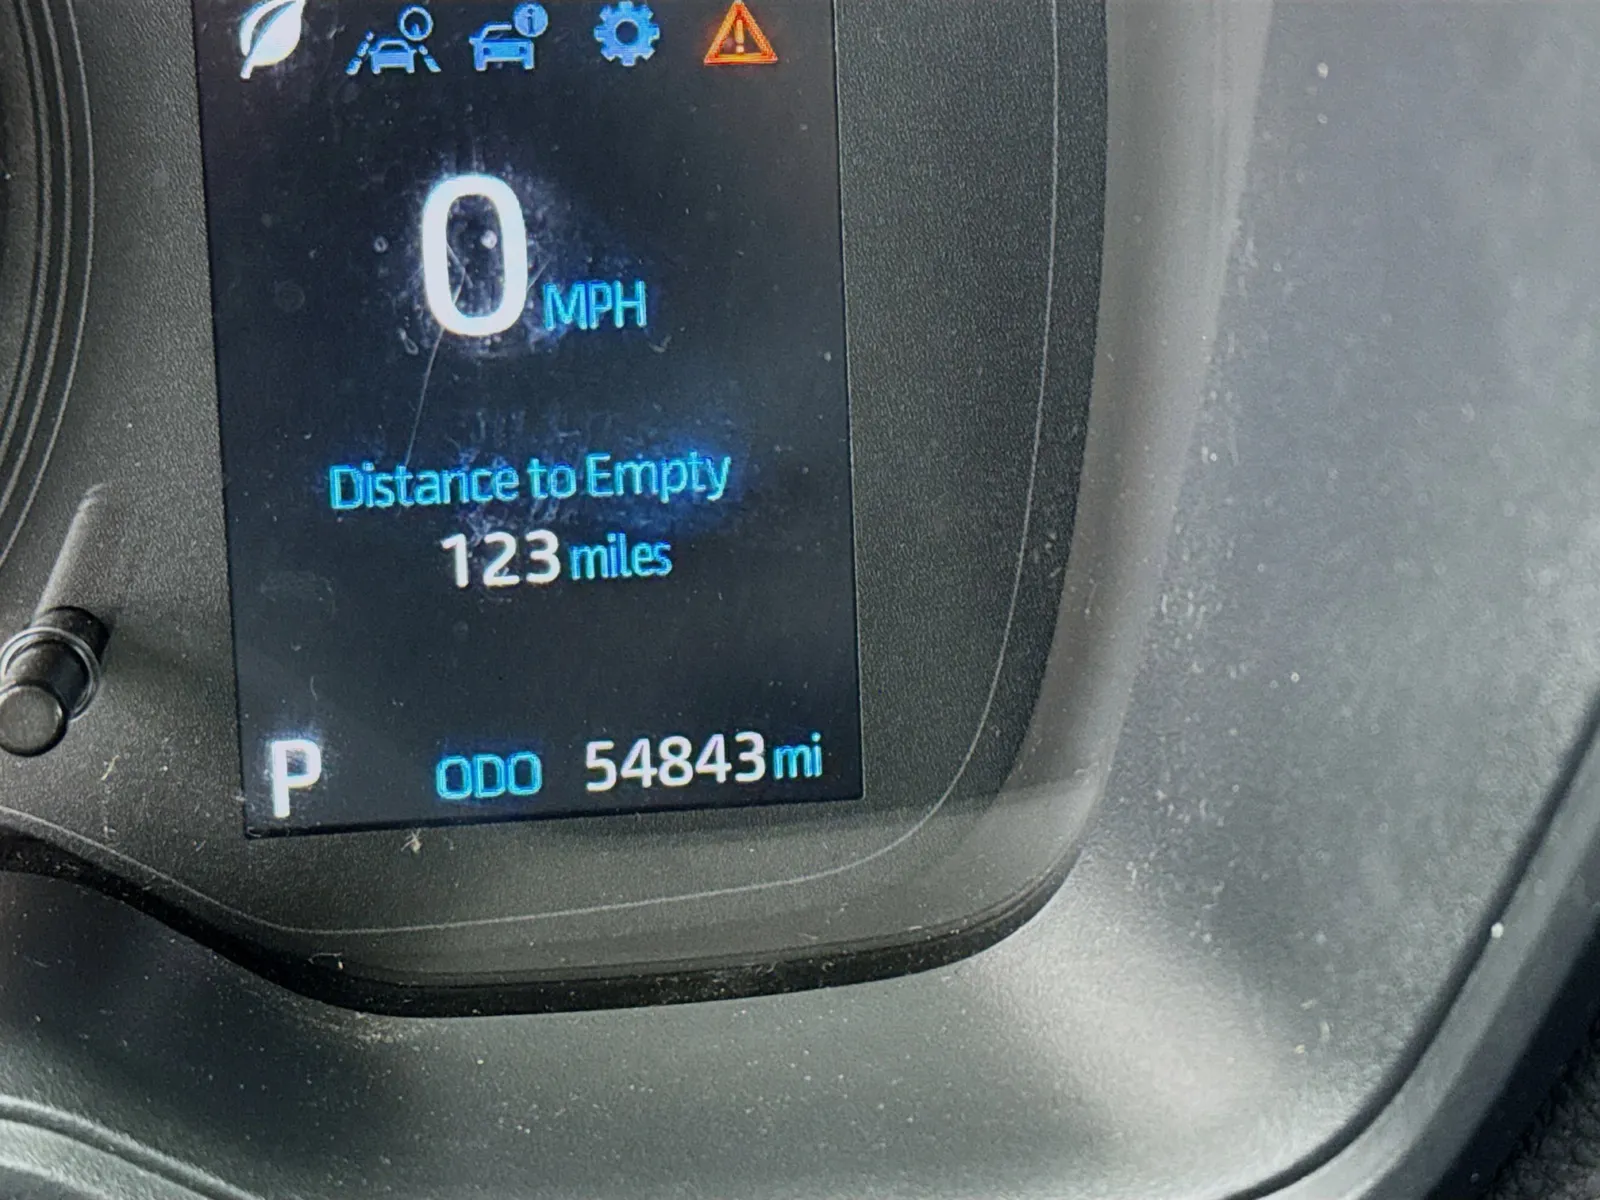 0 MPH
Distance to Empty
123 miles
P ODO 54843 mi